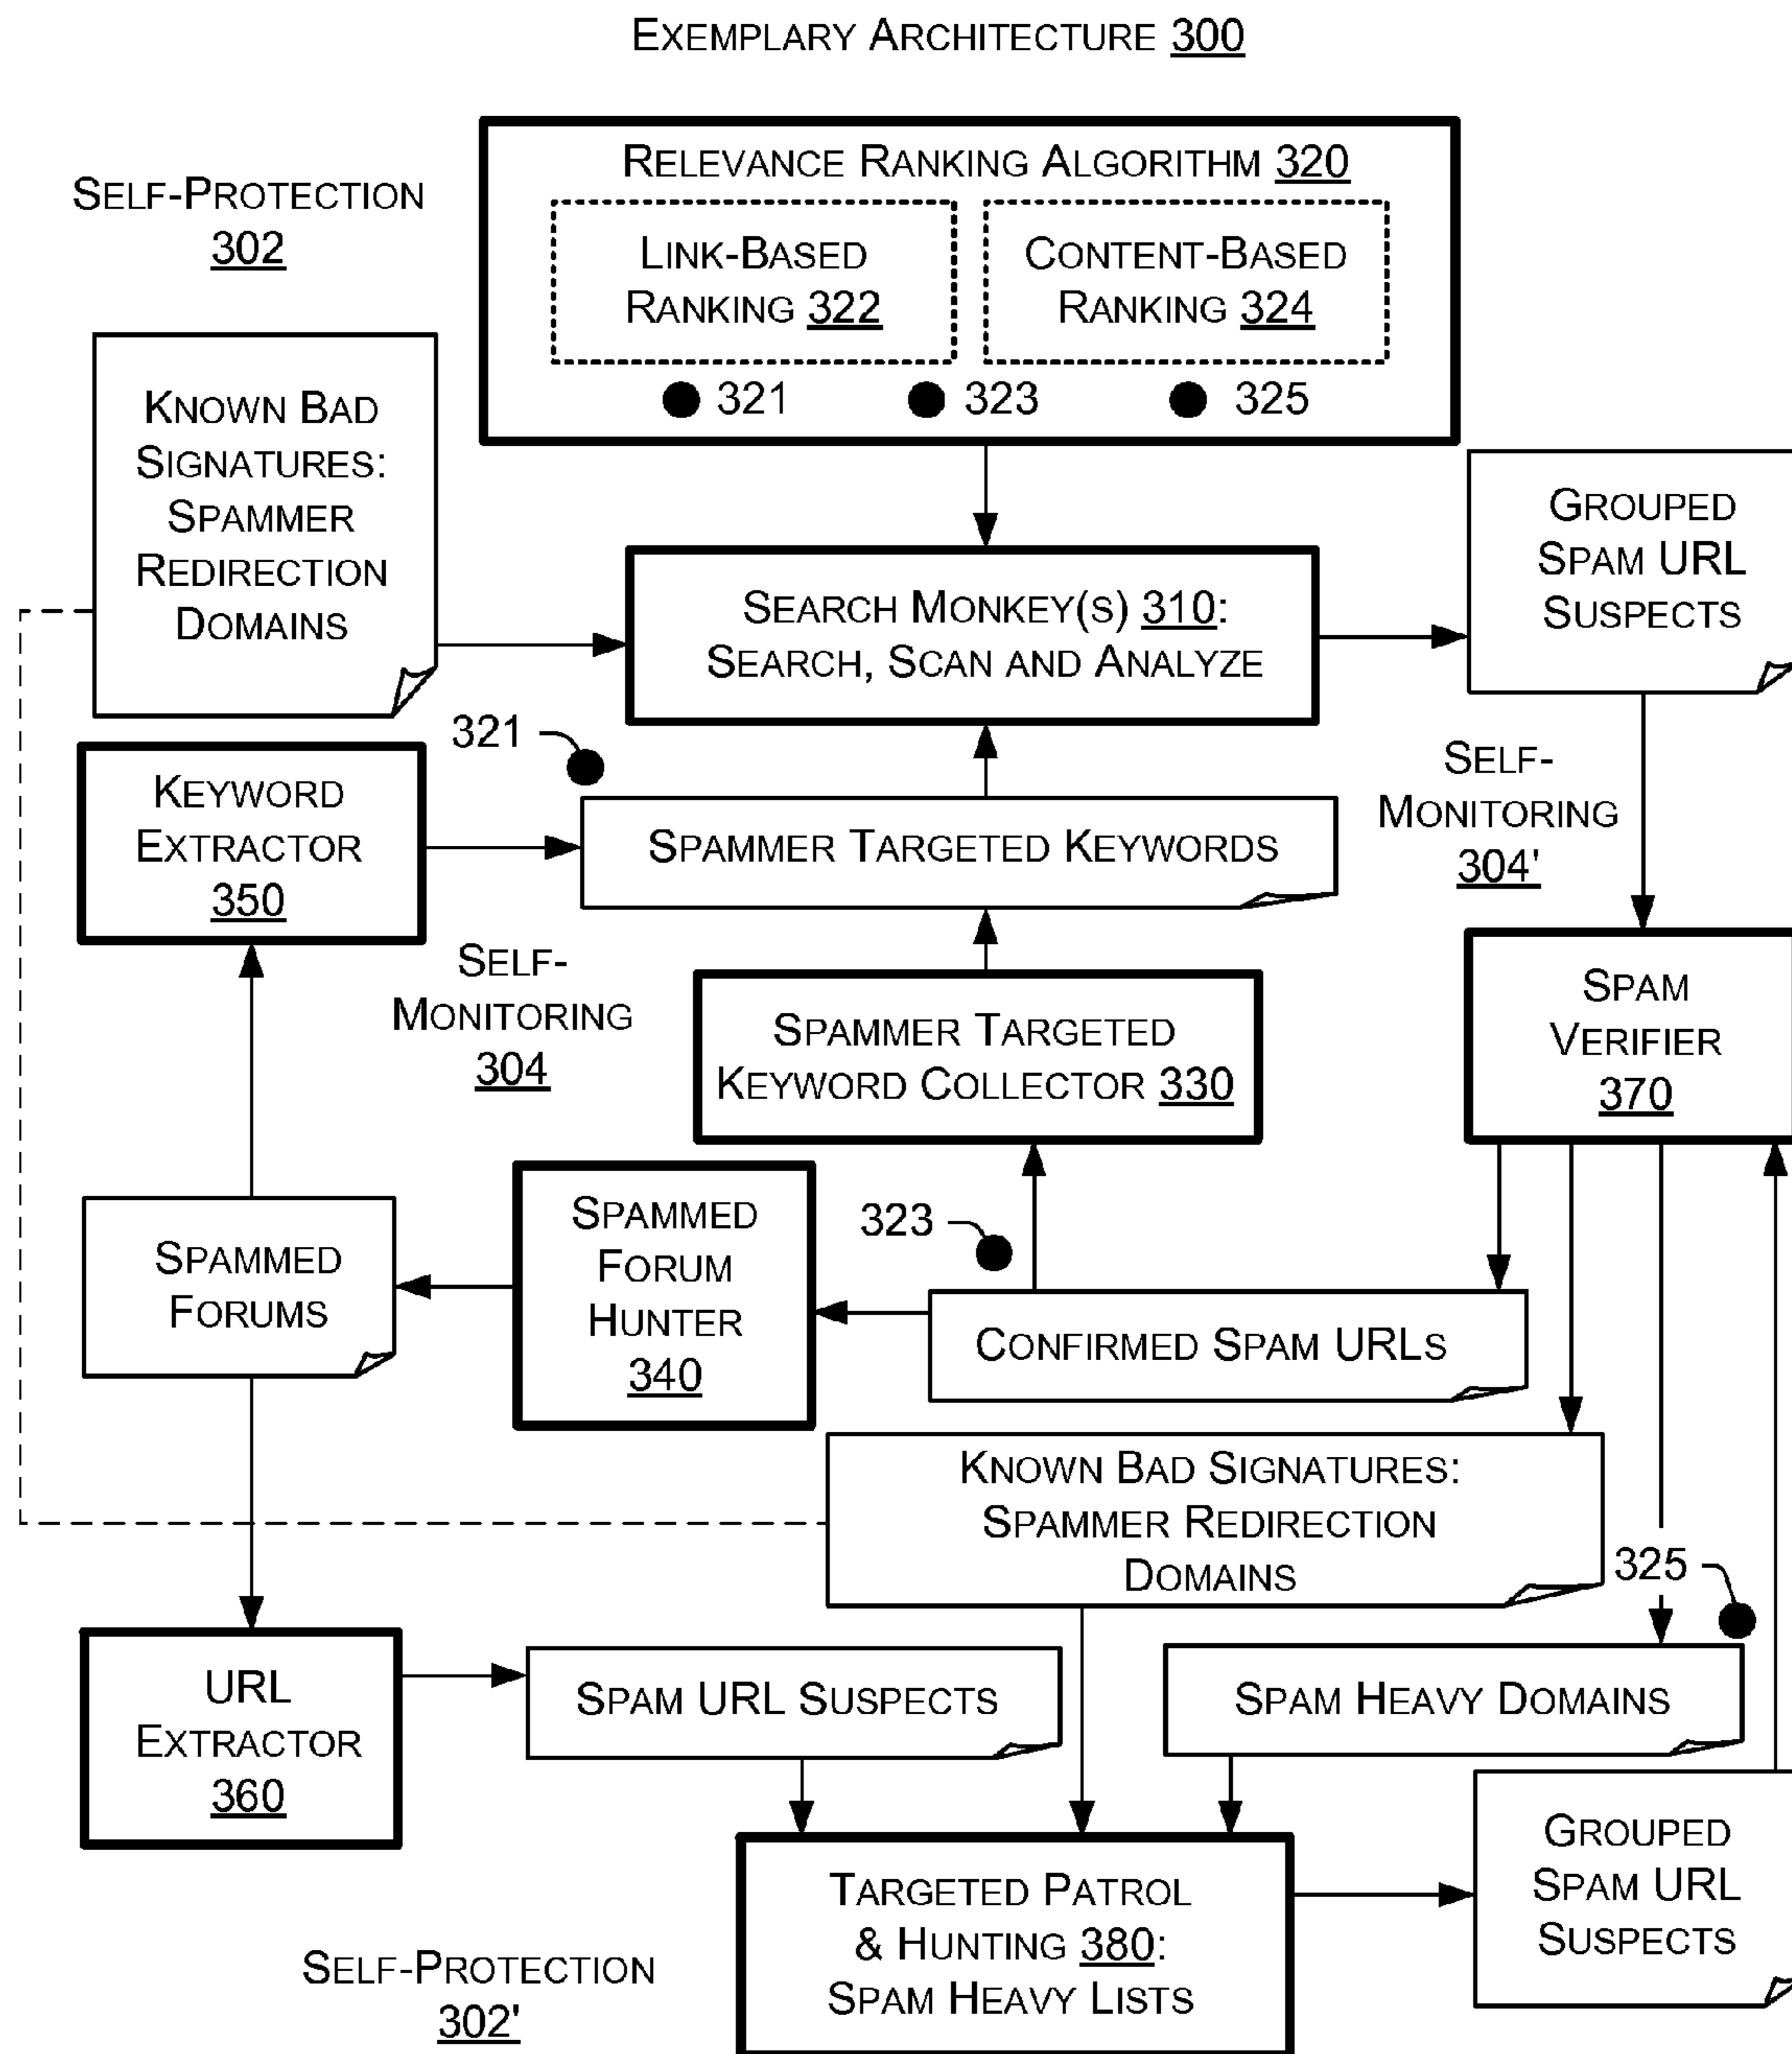 EXEMPLARY ARCHITECTURE 300
RELEVANCE RANKING ALGORITHM 320
SELF-PROTECTION
302
LINK-BASED
RANKING 322
CONTENT-BASED
RANKING 324
321
323
325
KNOWN BAD
SIGNATURES:
SPAMMER
REDIRECTION
DOMAINS
GROUPED
SPAM URL
SUSPECTS
SEARCH MONKEY(S) 310:
SEARCH, SCAN AND ANALYZE
321
SELF-
MONITORING
304'
KEYWORD
EXTRACTOR
350
SPAMMER TARGETED KEYWORDS
SELF-
MONITORING
304
SPAMMER TARGETED
KEYWORD COLLECTOR 330
SPAM
VERIFIER
370
SPAMMED
FORUMS
SPAMMED
FORUM
HUNTER
340
323
CONFIRMED SPAM URLS
KNOWN BAD SIGNATURES:
SPAMMER REDIRECTION
DOMAINS
325
URL
EXTRACTOR
360
SPAM URL SUSPECTS
SPAM HEAVY DOMAINS
TARGETED PATROL
& HUNTING 380:
SPAM HEAVY LISTS
GROUPED
SPAM URL
SUSPECTS
SELF-PROTECTION
302'